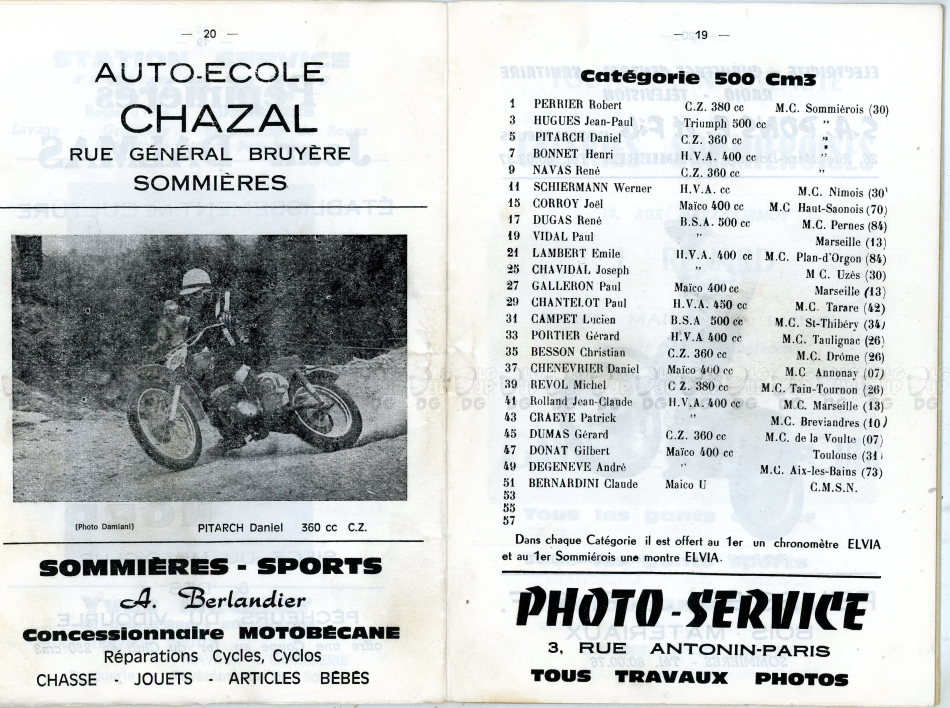 — 20 —
AUTO-ECOLE
CHAZAL
RUE GÉNÉRAL BRUYÈRE
SOMMIÈRES
(Photo Damiani) PITARCH Daniel 360 cc C.Z.
SOMMIÈRES - SPORTS
A. Berlandier
Concessionnaire MOTOBÉCANE
Réparations Cycles, Cyclos
CHASSE - JOUETS - ARTICLES BÉBÉS
— 19 —
Catégorie 500 Cm3
1 PERRIER Robert C.Z. 380 cc M.C. Sommiérois (30)
3 HUGUES Jean-Paul Triumph 500 cc "
5 PITARCH Daniel C.Z. 360 cc "
7 BONNET Henri H.V.A. 400 cc "
9 NAVAS René C.Z. 360 cc
11 SCHIERMANN Werner H.V.A. cc M.C. Nimois (30)
15 CORROY Joël Maïco 400 cc M.C Haut-Saonois (70)
17 DUGAS René B.S.A. 500 cc M.C. Pernes (84)
19 VIDAL Paul " Marseille (13)
21 LAMBERT Emile H.V.A. 400 cc M.C. Plan-d'Orgon (84)
25 CHAVIDAL Joseph " M C. Uzès (30)
27 GALLERON Paul Maïco 400 cc Marseille (13)
29 CHANTELOT Paul H.V.A. 450 cc M.C. Tarare (42)
31 CAMPET Lucien B.S.A 500 cc M.C. St-Thibéry (34)
33 PORTIER Gérard H.V.A 400 cc M.C. Taulignac (26)
35 BESSON Christian C.Z. 360 cc M.C. Drôme (26)
37 CHENEVRIER Daniel Maïco 400 cc M.C Annonay (07)
39 REVOL Michel C Z. 380 cc M.C. Tain-Tournon (26)
41 Rolland Jean-Claude H.V.A. 400 cc M.C. Marseille (13)
43 CRAEYE Patrick " M.C. Breviandres (10)
45 DUMAS Gérard C.Z. 360 cc M.C. de la Voulte (07)
47 DONAT Gilbert Maïco 400 cc Toulouse (31)
49 DEGENEVE André " M.C. Aix-les-Bains (73)
51 BERNARDINI Claude Maico U C.M.S.N.
53
55
57
Dans chaque Catégorie il est offert au 1er un chronomètre ELVIA
et au 1er Sommiérois une montre ELVIA.
PHOTO-SERVICE
3, RUE ANTONIN-PARIS
TOUS TRAVAUX PHOTOS